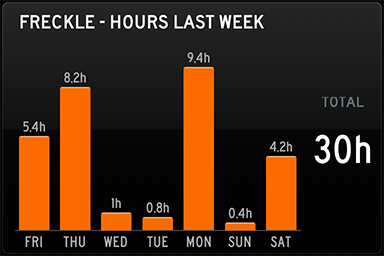 FRECKLE - HOURS LAST WEEK
5.4h
8.2h
1h
0.8h
9.4h
0.4h
4.2h
TOTAL
30h
FRI THU WED TUE MON SUN SAT